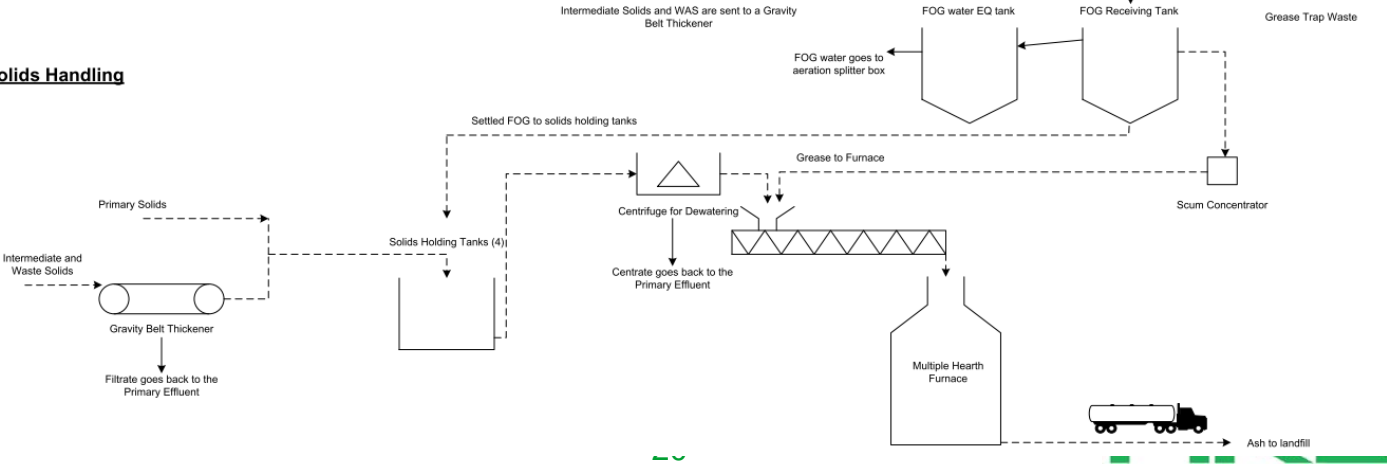 Intermediate Solids and WAS are sent to a Gravity
Belt Thickener
FOG water EQ tank
FOG Receiving Tank
Grease Trap Waste
FOG water goes to
aeration splitter box
olids Handling
Settled FOG to solids holding tanks
Grease to Furnace
Scum Concentrator
Primary Solids
Centrifuge for Dewatering
Solids Holding Tanks (4)
Intermediate and
Waste Solids
Centrate goes back to the
Primary Effluent
Gravity Belt Thickener
Filtrate goes back to the
Primary Effluent
Multiple Hearth
Furnace
Ash to landfill